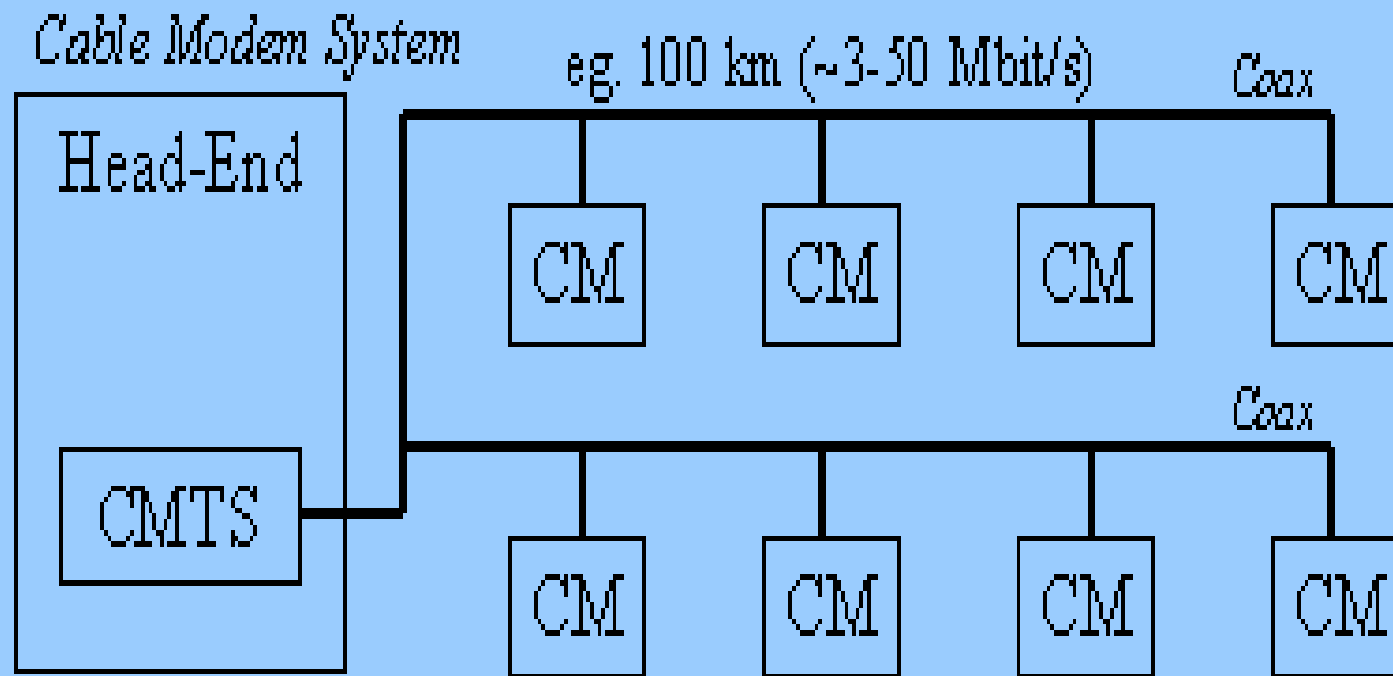 Cable Modem System
eg. 100 km (~3-50 Mbit/s)
Coax
Head-End
CM CM CM CM
Coax
CMTS
CM CM CM CM